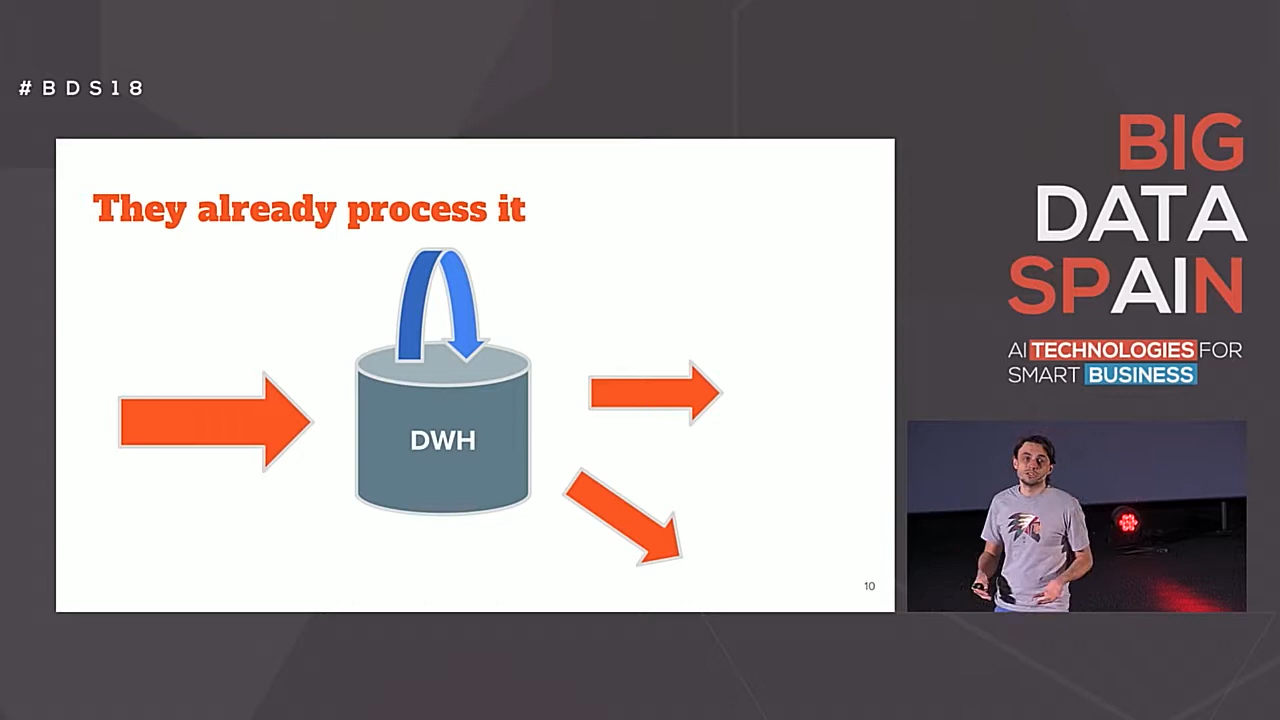 #BDS18
They already process it
DWH
10
BIG
DATA
SPAIN
AI TECHNOLOGIES FOR
SMART BUSINESS